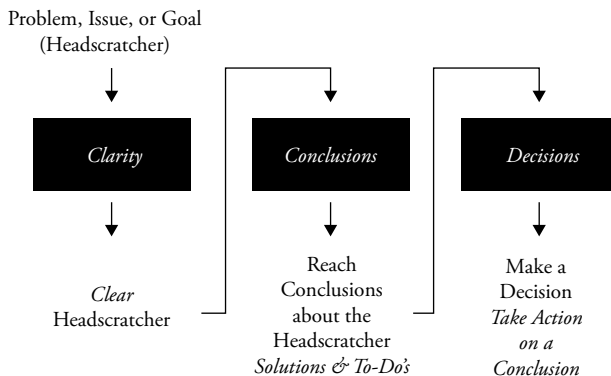 Problem, Issue, or Goal
(Headscratcher)
Clarity
Conclusions
Decisions
Clear
Headscratcher
Reach
Conclusions
about the
Headscratcher
Solutions & To-Do's
Make a
Decision
Take Action
on a
Conclusion